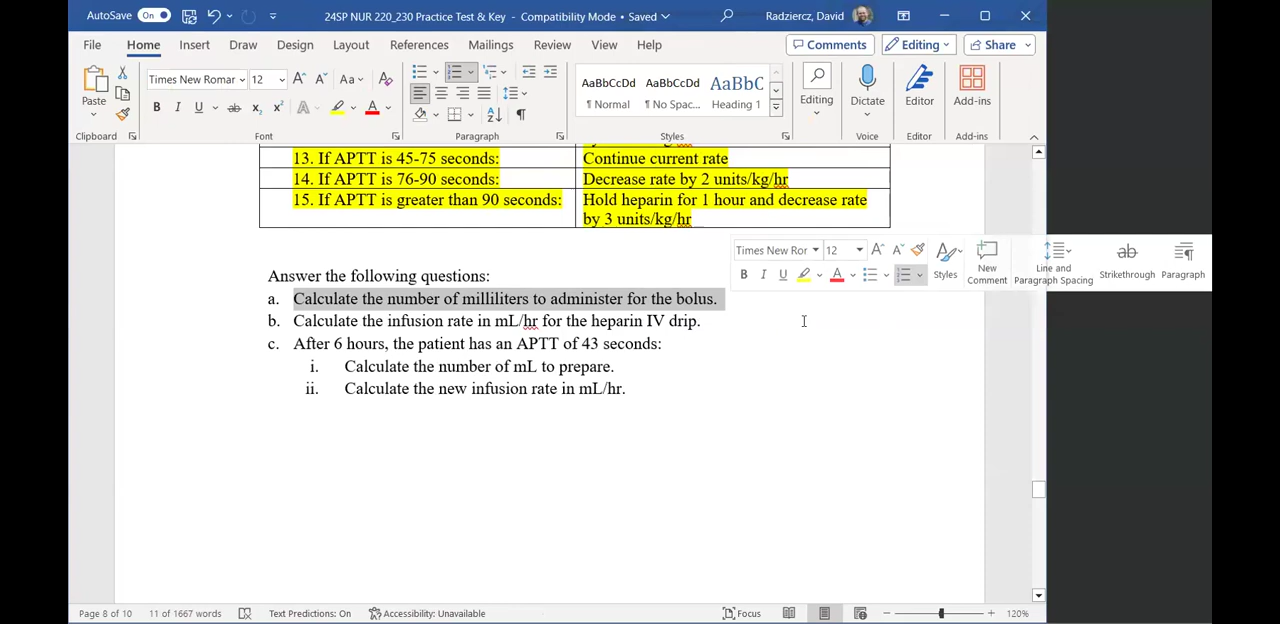 AutoSave On 24SP NUR 220_230 Practice Test & Key - Compatibility Mode • Saved Radziercz, David
File Home Insert Draw Design Layout References Mailings Review View Help Comments Editing Share
Paste Times New Romar 12 A A Aa A AaBbCcDd AaBbCcDd AaBbC Editing Dictate Editor Add-ins
B I U ab x₂ x² A A ¶ Normal ¶ No Spac... Heading 1
Clipboard Font Paragraph Styles Voice Editor Add-ins
13. If APTT is 45-75 seconds: Continue current rate
14. If APTT is 76-90 seconds: Decrease rate by 2 units/kg/hr
15. If APTT is greater than 90 seconds: Hold heparin for 1 hour and decrease rate
by 3 units/kg/hr
Times New Ror 12 A A
B I U A Styles New Comment Line and Paragraph Spacing Strikethrough Paragraph
Answer the following questions:
a. Calculate the number of milliliters to administer for the bolus.
b. Calculate the infusion rate in mL/hr for the heparin IV drip.
c. After 6 hours, the patient has an APTT of 43 seconds:
i. Calculate the number of mL to prepare.
ii. Calculate the new infusion rate in mL/hr.
Page 8 of 10 11 of 1667 words Text Predictions: On Accessibility: Unavailable Focus 120%